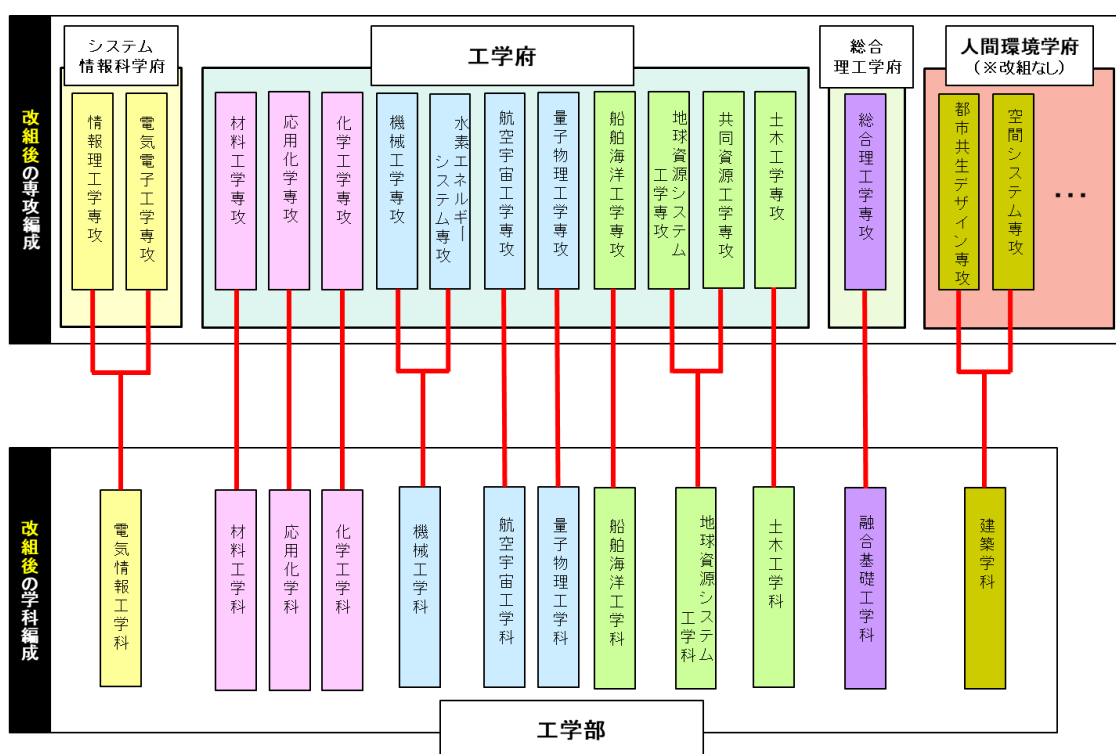 改組後の専攻編成
システム
情報科学府
情報理工学専攻
電気電子工学専攻
工学府
材料工学専攻
応用化学専攻
化学工学専攻
機械工学専攻
水素エネルギー
システム専攻
航空宇宙工学専攻
量子物理工学専攻
船舶海洋工学専攻
地球資源システム
工学専攻
共同資源工学専攻
土木工学専攻
総合
理工学府
総合理工学専攻
人間環境学府
（※改組なし）
都市共生デザイン専攻
空間システム専攻
･･･
改組後の学科編成
電気情報工学科
材料工学科
応用化学科
化学工学科
機械工学科
航空宇宙工学科
量子物理工学科
船舶海洋工学科
地球資源システム
工学科
土木工学科
融合基礎工学科
建築学科
工学部